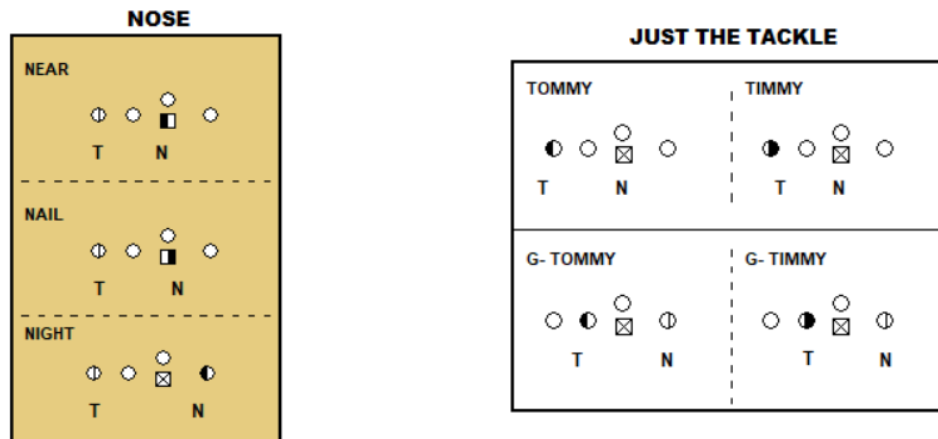 NOSE
NEAR
T N
NAIL
T N
NIGHT
T N
JUST THE TACKLE
TOMMY TIMMY
T N T N
G- TOMMY G- TIMMY
T N T N